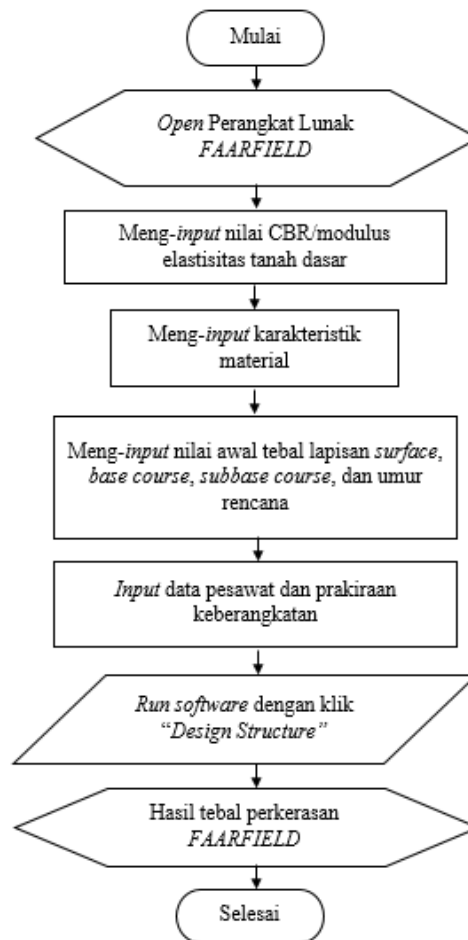 Mulai
Open Perangkat Lunak
FAARFIELD
Meng-input nilai CBR/modulus
elastisitas tanah dasar
Meng-input karakteristik
material
Meng-input nilai awal tebal lapisan surface,
base course, subbase course, dan umur
rencana
Input data pesawat dan prakiraan
keberangkatan
Run software dengan klik
“Design Structure”
Hasil tebal perkerasan
FAARFIELD
Selesai